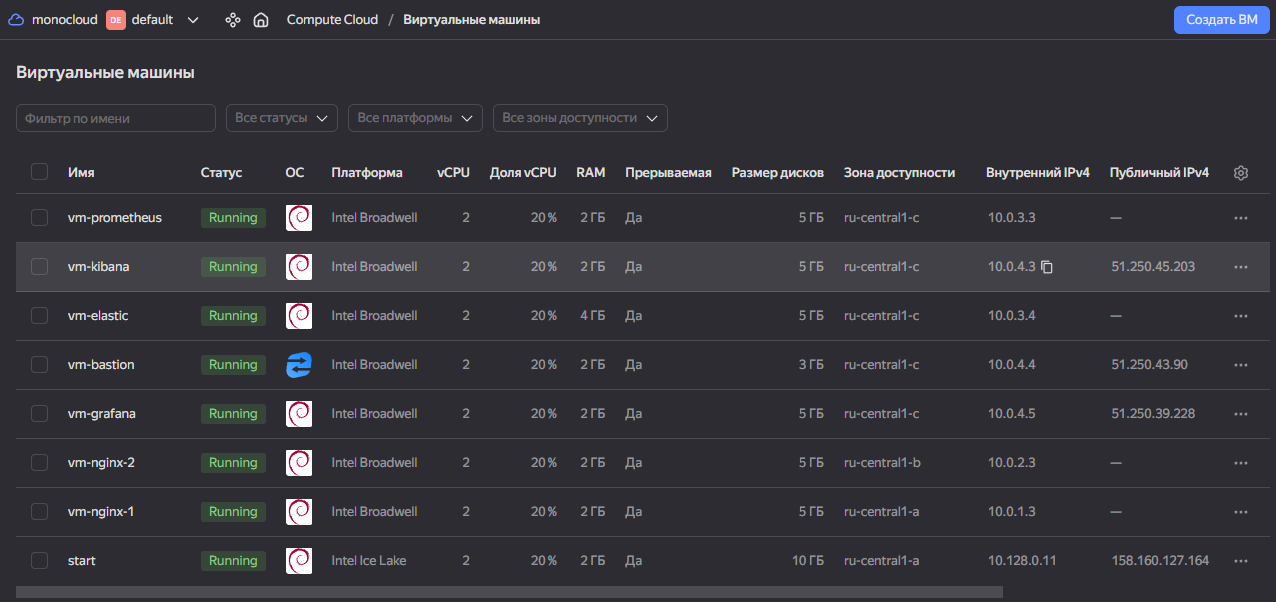 monocloud DE default Compute Cloud / Виртуальные машины Создать ВМ
Виртуальные машины
Фильтр по имени Все статусы Все платформы Все зоны доступности
Имя Статус ОС Платформа vCPU Доля vCPU RAM Прерываемая Размер дисков Зона доступности Внутренний IPv4 Публичный IPv4
vm-prometheus Running Intel Broadwell 2 20 % 2 ГБ Да 5 ГБ ru-central1-c 10.0.3.3 —
vm-kibana Running Intel Broadwell 2 20 % 2 ГБ Да 5 ГБ ru-central1-c 10.0.4.3 51.250.45.203
vm-elastic Running Intel Broadwell 2 20 % 4 ГБ Да 5 ГБ ru-central1-c 10.0.3.4 —
vm-bastion Running Intel Broadwell 2 20 % 2 ГБ Да 3 ГБ ru-central1-c 10.0.4.4 51.250.43.90
vm-grafana Running Intel Broadwell 2 20 % 2 ГБ Да 5 ГБ ru-central1-c 10.0.4.5 51.250.39.228
vm-nginx-2 Running Intel Broadwell 2 20 % 2 ГБ Да 5 ГБ ru-central1-b 10.0.2.3 —
vm-nginx-1 Running Intel Broadwell 2 20 % 2 ГБ Да 5 ГБ ru-central1-a 10.0.1.3 —
start Running Intel Ice Lake 2 20 % 2 ГБ Да 10 ГБ ru-central1-a 10.128.0.11 158.160.127.164